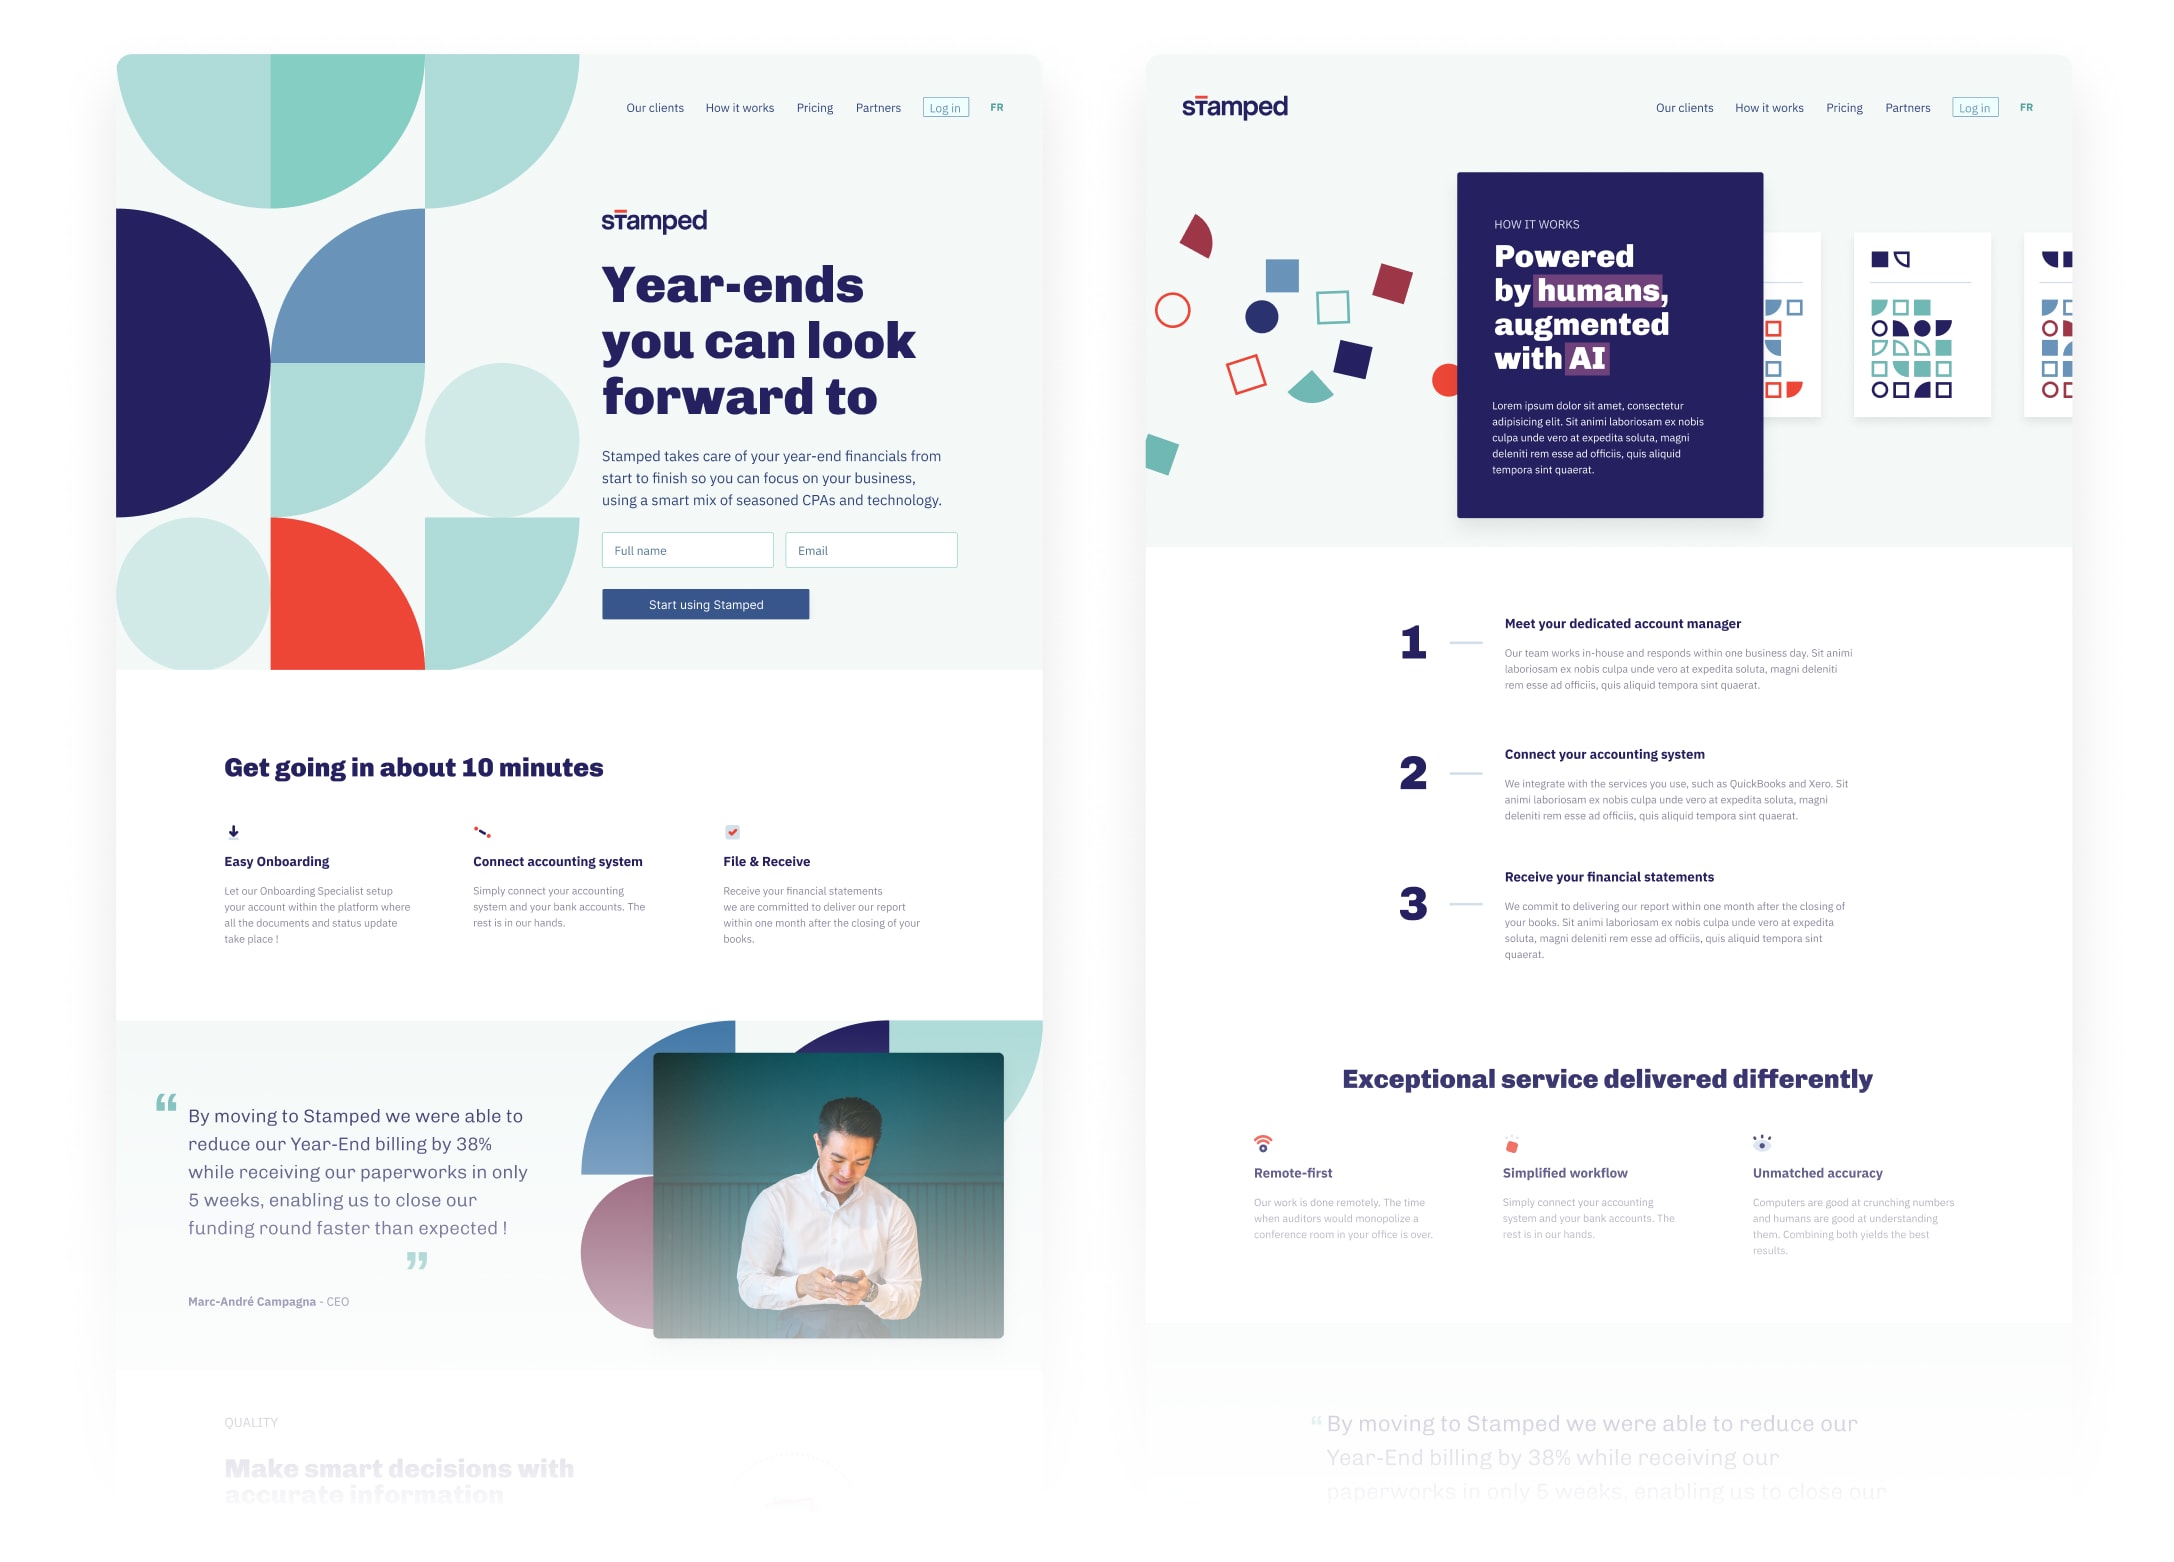 Our clients How it works Pricing Partners Log in FR
stamped
Year-ends
you can look
forward to
Stamped takes care of your year-end financials from
start to finish so you can focus on your business,
using a smart mix of seasoned CPAs and technology.
Full name Email
Start using Stamped
Get going in about 10 minutes
Easy Onboarding
Let our Onboarding Specialist setup
your account within the platform where
all the documents and status update
take place !
Connect accounting system
Simply connect your accounting
system and your bank accounts. The
rest is in our hands.
File & Receive
Receive your financial statements
we are committed to deliver our report
within one month after the closing of your
books.
“ By moving to Stamped we were able to
reduce our Year-End billing by 38%
while receiving our paperworks in only
5 weeks, enabling us to close our
funding round faster than expected !
”
Marc-André Campagna - CEO
QUALITY
Make smart decisions with
accurate information
stamped
Our clients How it works Pricing Partners Log in FR
HOW IT WORKS
Powered
by humans,
augmented
with AI
Lorem ipsum dolor sit amet, consectetur
adipisicing elit. Sit animi laboriosam ex nobis
culpa unde vero at expedita soluta, magni
deleniti rem esse ad officiis, quis aliquid
tempora sint quaerat.
1
Meet your dedicated account manager
Our team works in-house and responds within one business day. Sit animi
laboriosam ex nobis culpa unde vero at expedita soluta, magni deleniti
rem esse ad officiis, quis aliquid tempora sint quaerat.
2
Connect your accounting system
We integrate with the services you use, such as QuickBooks and Xero. Sit
animi laboriosam ex nobis culpa unde vero at expedita soluta, magni
deleniti rem esse ad officiis, quis aliquid tempora sint quaerat.
3
Receive your financial statements
We commit to delivering our report within one month after the closing of
your books. Sit animi laboriosam ex nobis culpa unde vero at expedita
soluta, magni deleniti rem esse ad officiis, quis aliquid tempora sint
quaerat.
Exceptional service delivered differently
Remote-first
Our work is done remotely. The time
when auditors would monopolize a
conference room in your office is over.
Simplified workflow
Simply connect your accounting
system and your bank accounts. The
rest is in our hands.
Unmatched accuracy
Computers are good at crunching numbers
and humans are good at understanding
them. Combining both yields the best
results.
“ By moving to Stamped we were able to reduce our
Year-End billing by 38% while receiving our
paperworks in only 5 weeks, enabling us to close our